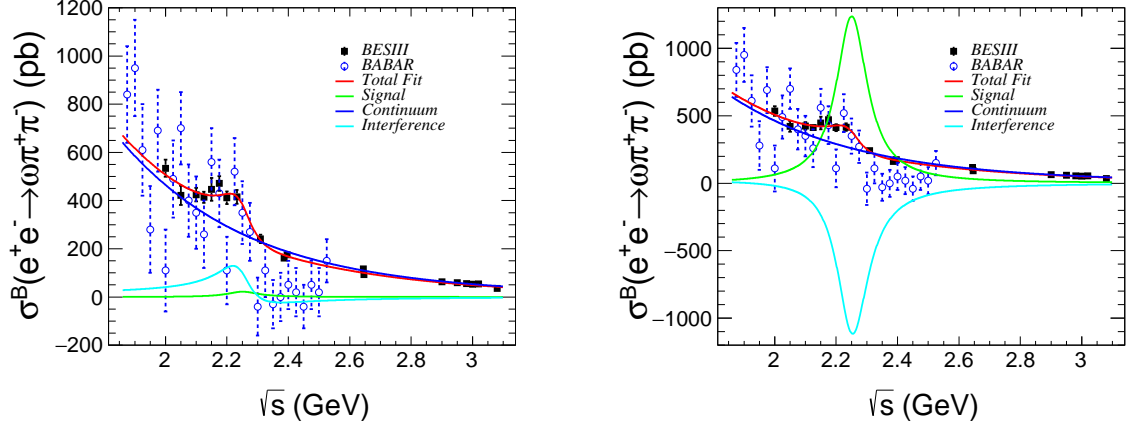 σᴮ(e⁺e⁻→ωπ⁺π⁻) (pb)
1200
1000
800
600
400
200
0
−200
2
2.2
2.4
2.6
2.8
3
√s (GeV)
BESIII
BABAR
Total Fit
Signal
Continuum
Interference
σᴮ(e⁺e⁻→ωπ⁺π⁻) (pb)
1000
500
0
−500
−1000
2
2.2
2.4
2.6
2.8
3
√s (GeV)
BESIII
BABAR
Total Fit
Signal
Continuum
Interference